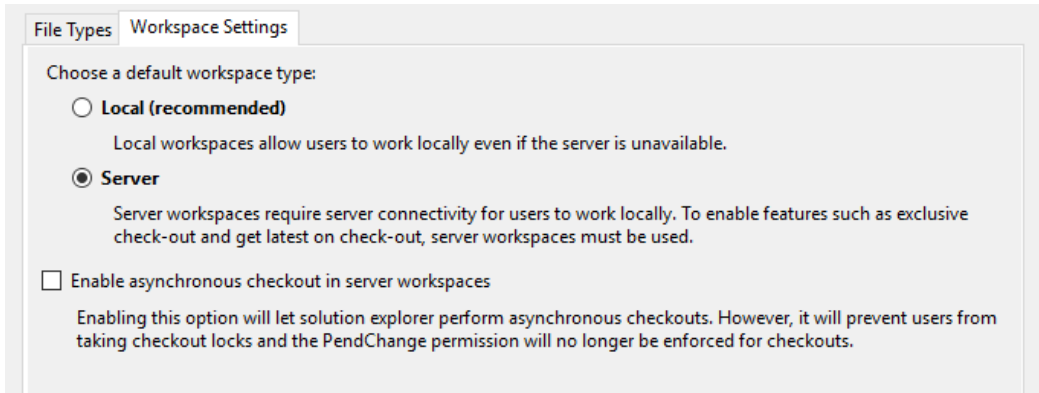 File Types Workspace Settings
Choose a default workspace type:
Local (recommended)
Local workspaces allow users to work locally even if the server is unavailable.
Server
Server workspaces require server connectivity for users to work locally. To enable features such as exclusive
check-out and get latest on check-out, server workspaces must be used.
Enable asynchronous checkout in server workspaces
Enabling this option will let solution explorer perform asynchronous checkouts. However, it will prevent users from
taking checkout locks and the PendChange permission will no longer be enforced for checkouts.